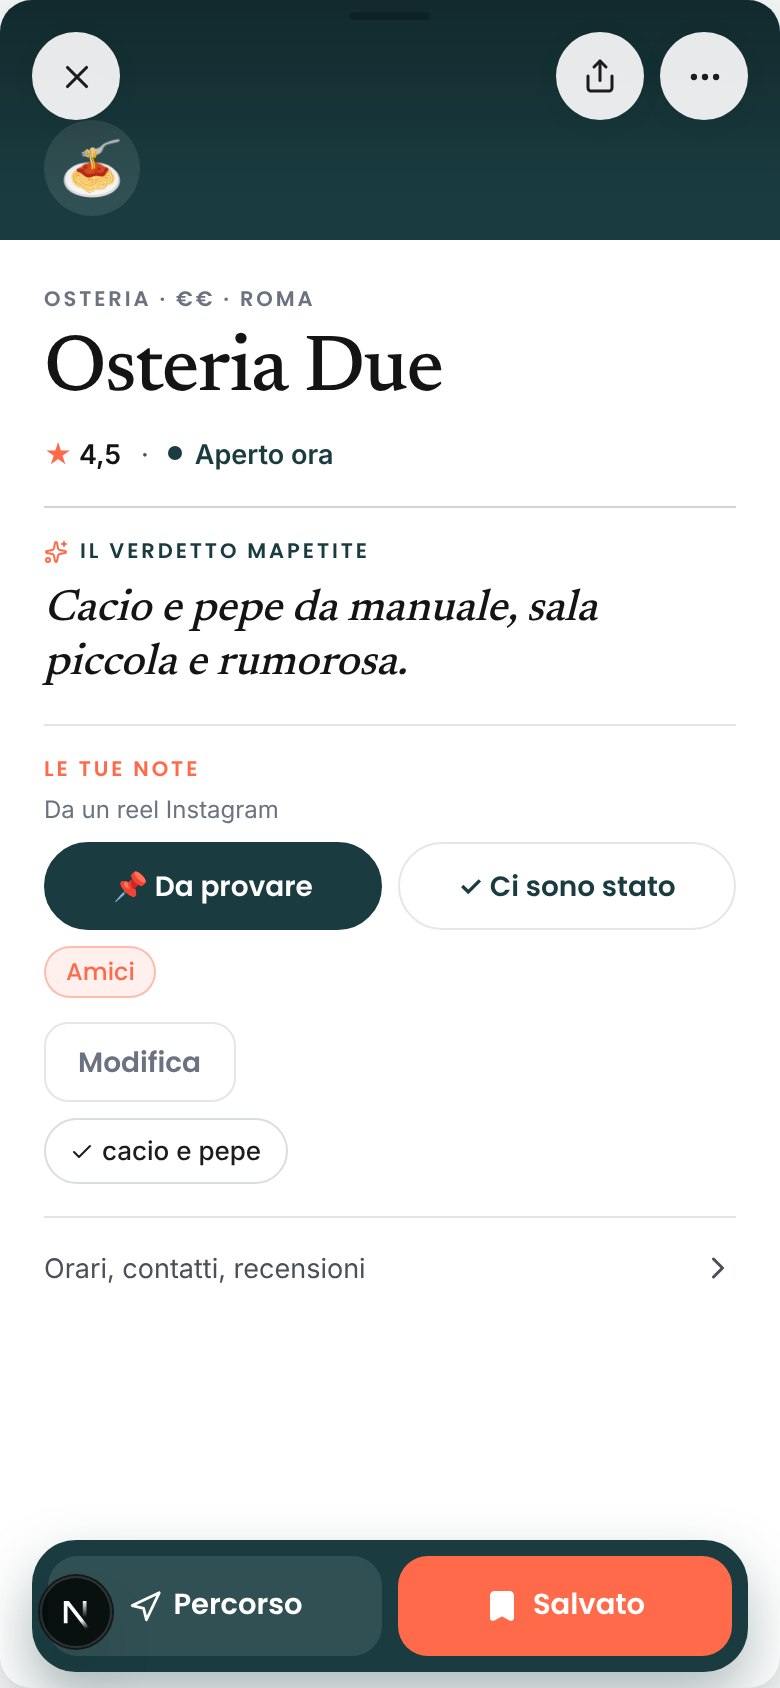 OSTERIA · €€ · ROMA
Osteria Due
★ 4,5 · ● Aperto ora
IL VERDETTO MAPETITE
Cacio e pepe da manuale, sala
piccola e rumorosa.
LE TUE NOTE
Da un reel Instagram
📌 Da provare
✓ Ci sono stato
Amici
Modifica
✓ cacio e pepe
Orari, contatti, recensioni
N
Percorso
Salvato